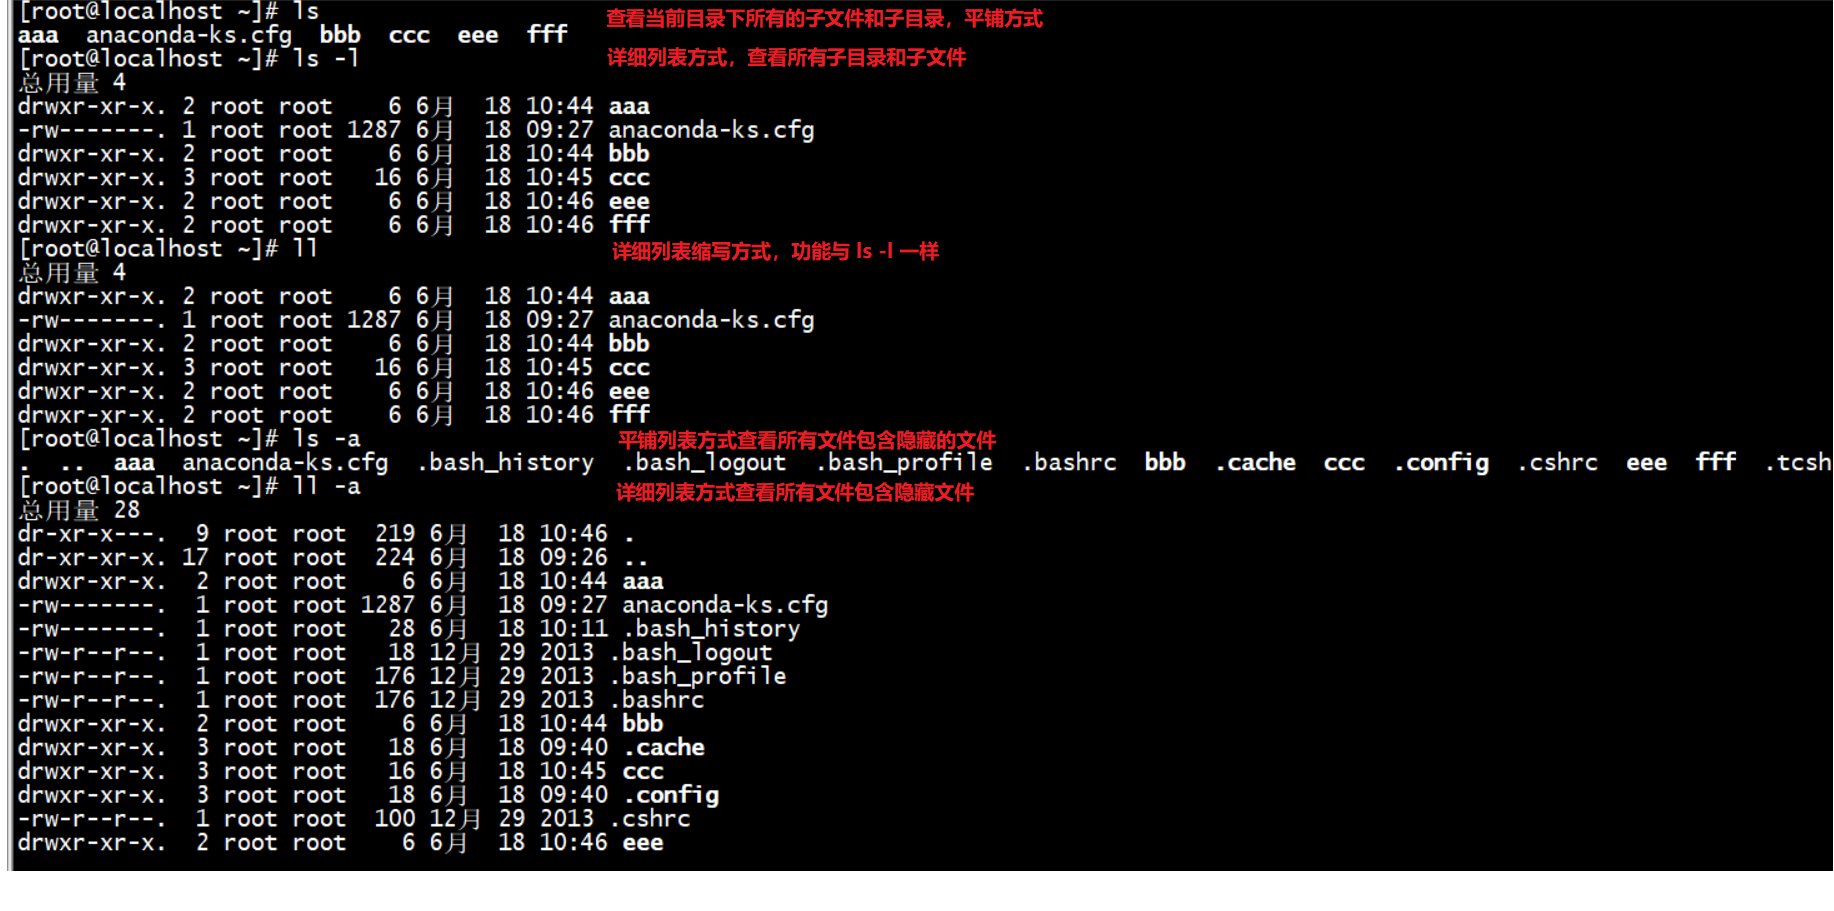 [root@localhost ~]# ls 查看当前目录下所有的子文件和子目录，平铺方式
aaa anaconda-ks.cfg bbb ccc eee fff
[root@localhost ~]# ls -l 详细列表方式，查看所有子目录和子文件
总用量 4
drwxr-xr-x. 2 root root 6 6月 18 10:44 aaa
-rw-------. 1 root root 1287 6月 18 09:27 anaconda-ks.cfg
drwxr-xr-x. 2 root root 6 6月 18 10:44 bbb
drwxr-xr-x. 3 root root 16 6月 18 10:45 ccc
drwxr-xr-x. 2 root root 6 6月 18 10:46 eee
drwxr-xr-x. 2 root root 6 6月 18 10:46 fff
[root@localhost ~]# ll 详细列表缩写方式，功能与 ls -l 一样
总用量 4
drwxr-xr-x. 2 root root 6 6月 18 10:44 aaa
-rw-------. 1 root root 1287 6月 18 09:27 anaconda-ks.cfg
drwxr-xr-x. 2 root root 6 6月 18 10:44 bbb
drwxr-xr-x. 3 root root 16 6月 18 10:45 ccc
drwxr-xr-x. 2 root root 6 6月 18 10:46 eee
drwxr-xr-x. 2 root root 6 6月 18 10:46 fff
[root@localhost ~]# ls -a 平铺列表方式查看所有文件包含隐藏的文件
. .. aaa anaconda-ks.cfg .bash_history .bash_logout .bash_profile .bashrc bbb .cache ccc .config .cshrc eee fff .tcsh
[root@localhost ~]# ll -a 详细列表方式查看所有文件包含隐藏文件
总用量 28
dr-xr-x---. 9 root root 219 6月 18 10:46 .
dr-xr-xr-x. 17 root root 224 6月 18 09:26 ..
drwxr-xr-x. 2 root root 6 6月 18 10:44 aaa
-rw-------. 1 root root 1287 6月 18 09:27 anaconda-ks.cfg
-rw-------. 1 root root 28 6月 18 10:11 .bash_history
-rw-r--r--. 1 root root 18 12月 29 2013 .bash_logout
-rw-r--r--. 1 root root 176 12月 29 2013 .bash_profile
-rw-r--r--. 1 root root 176 12月 29 2013 .bashrc
drwxr-xr-x. 2 root root 6 6月 18 10:44 bbb
drwxr-xr-x. 3 root root 18 6月 18 09:40 .cache
drwxr-xr-x. 3 root root 16 6月 18 10:45 ccc
drwxr-xr-x. 3 root root 18 6月 18 09:40 .config
-rw-r--r--. 1 root root 100 12月 29 2013 .cshrc
drwxr-xr-x. 2 root root 6 6月 18 10:46 eee